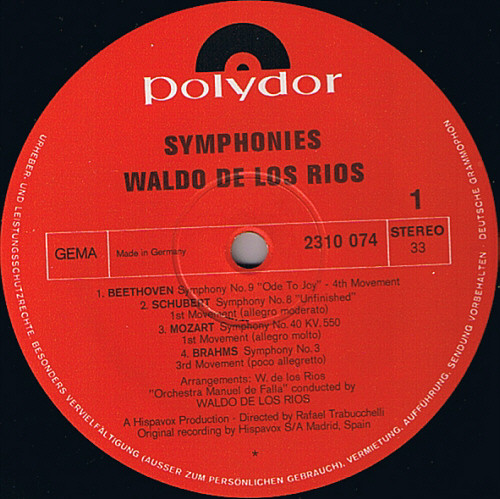 polydor
SYMPHONIES
WALDO DE LOS RIOS
1
GEMA
Made in Germany
2310 074
STEREO
33
1. BEETHOVEN Symphony No. 9 "Ode To Joy" - 4th Movement
2. SCHUBERT Symphony No. 8 "Unfinished"
1st Movement (allegro moderato)
3. MOZART Symphony No. 40 KV. 550
1st Movement (allegro molto)
4. BRAHMS Symphony No. 3
3rd Movement (poco allegretto)
Arrangements: W. de los Rios
"Orchestra Manuel de Falla" conducted by
WALDO DE LOS RIOS
A Hispavox Production - Directed by Rafael Trabucchelli
Original recording by Hispavox S/A Madrid, Spain
*
URHEBER- UND LEISTUNGSSCHUTZRECHTE, BESONDERS VERVIELFÄLTIGUNG (AUSSER ZUM PERSÖNLICHEN GEBRAUCH), VERMIETUNG, AUFFÜHRUNG, SENDUNG VORBEHALTEN DEUTSCHE GRAMMOPHON